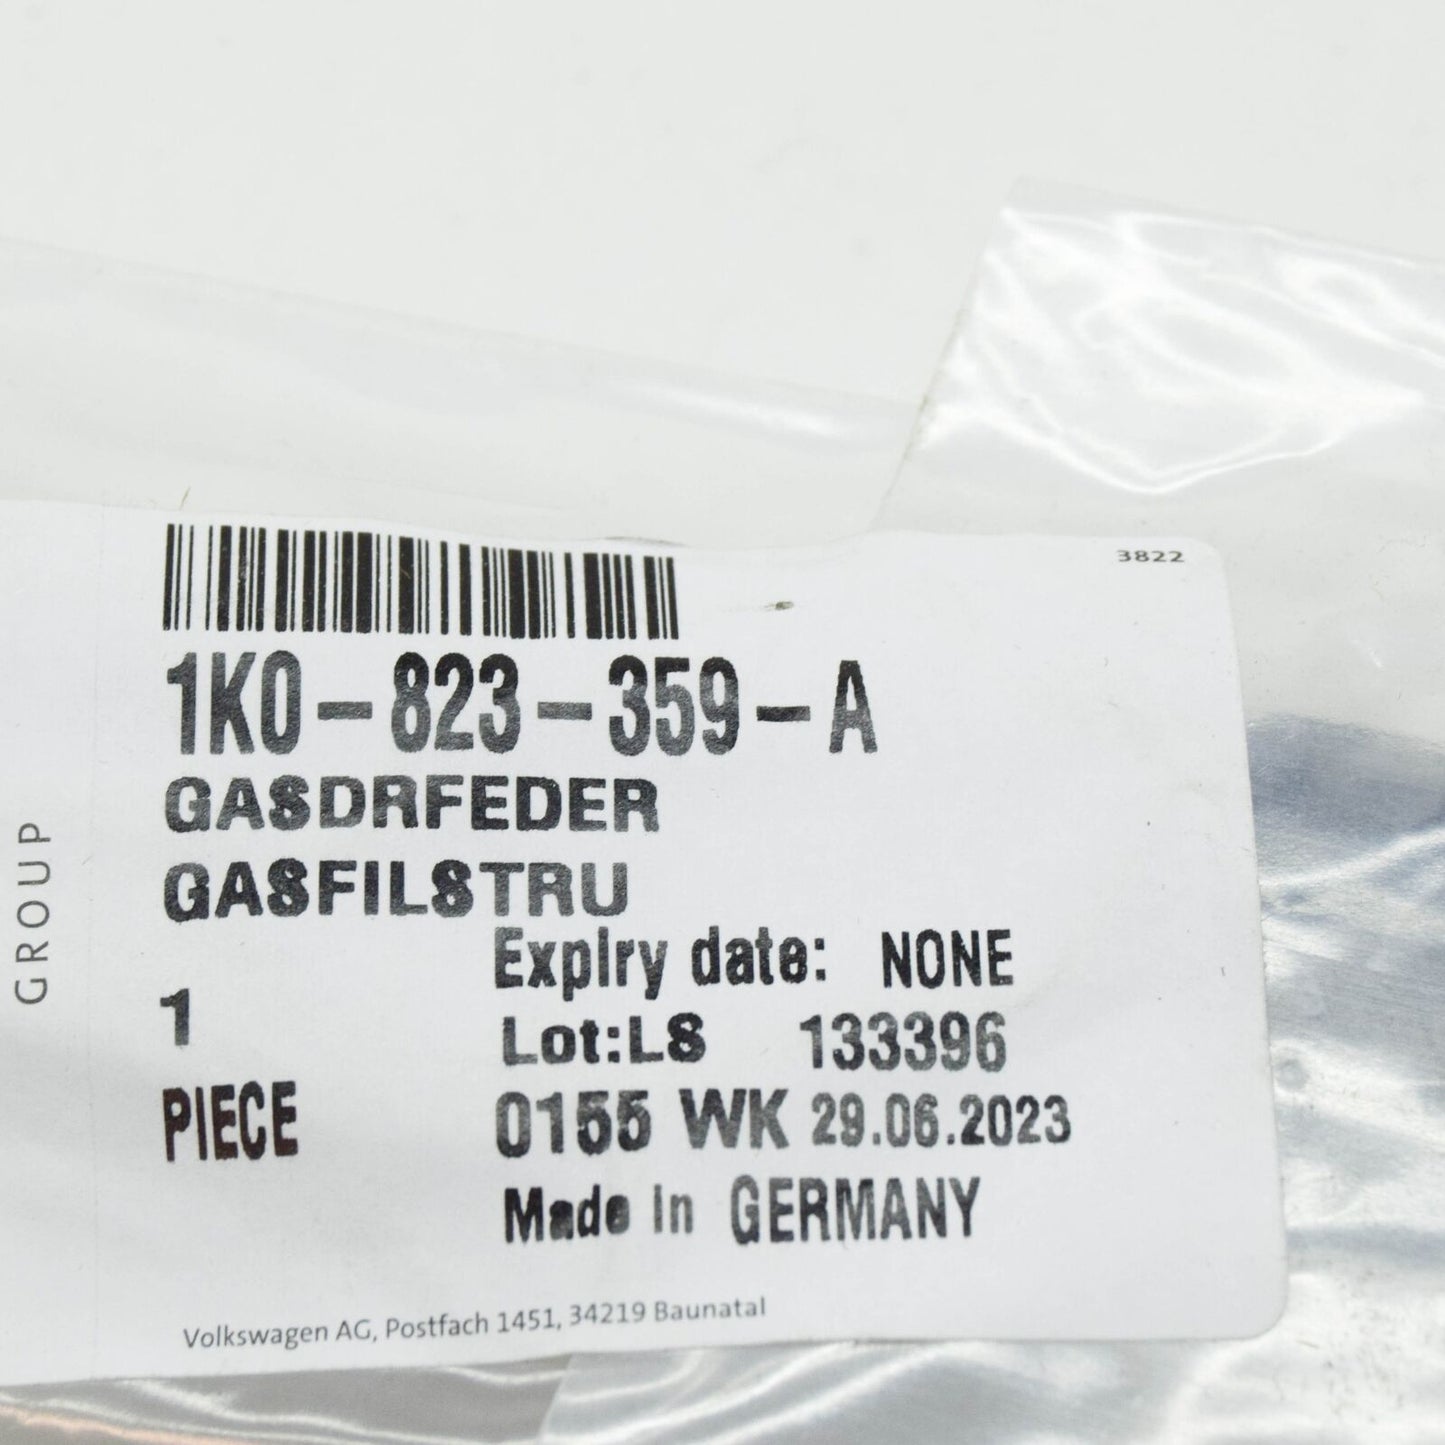 3822
1K0-823-359-A
GASDRFEDER
GASFILSTRU
GROUP
Expiry date: NONE
1
Lot:LS 133396
PIECE
0155 WK 29.06.2023
Made in GERMANY
Volkswagen AG, Postfach 1451, 34219 Baunatal